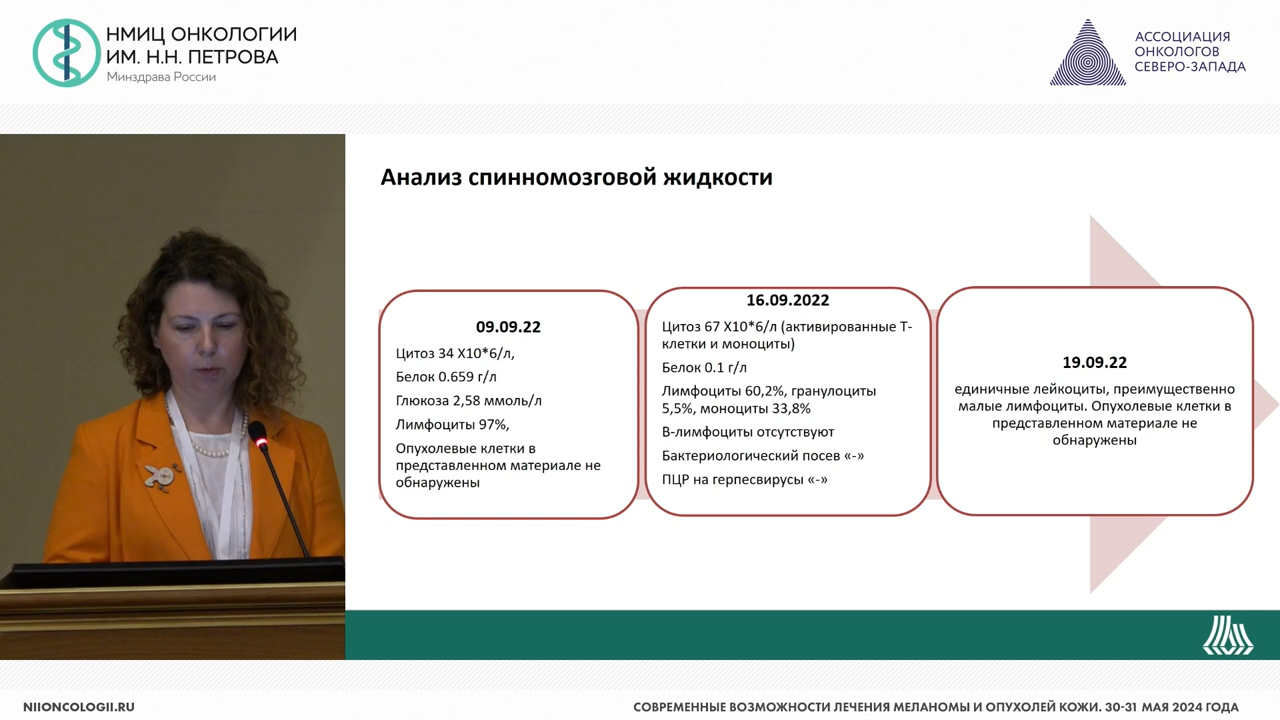 НМИЦ ОНКОЛОГИИ
ИМ. Н.Н. ПЕТРОВА
Минздрава России
АССОЦИАЦИЯ
ОНКОЛОГОВ
СЕВЕРО-ЗАПАДА
Анализ спинномозговой жидкости
09.09.22
Цитоз 34 Х10*6/л,
Белок 0.659 г/л
Глюкоза 2,58 ммоль/л
Лимфоциты 97%,
Опухолевые клетки в
представленном материале не
обнаружены
16.09.2022
Цитоз 67 Х10*6/л (активированные Т-
клетки и моноциты)
Белок 0.1 г/л
Лимфоциты 60,2%, гранулоциты
5,5%, моноциты 33,8%
В-лимфоциты отсутствуют
Бактериологический посев «-»
ПЦР на герпесвирусы «-»
19.09.22
единичные лейкоциты, преимущественно
малые лимфоциты. Опухолевые клетки в
представленном материале не
обнаружены
NIIONCOLOGII.RU
СОВРЕМЕННЫЕ ВОЗМОЖНОСТИ ЛЕЧЕНИЯ МЕЛАНОМЫ И ОПУХОЛЕЙ КОЖИ. 30-31 МАЯ 2024 ГОДА